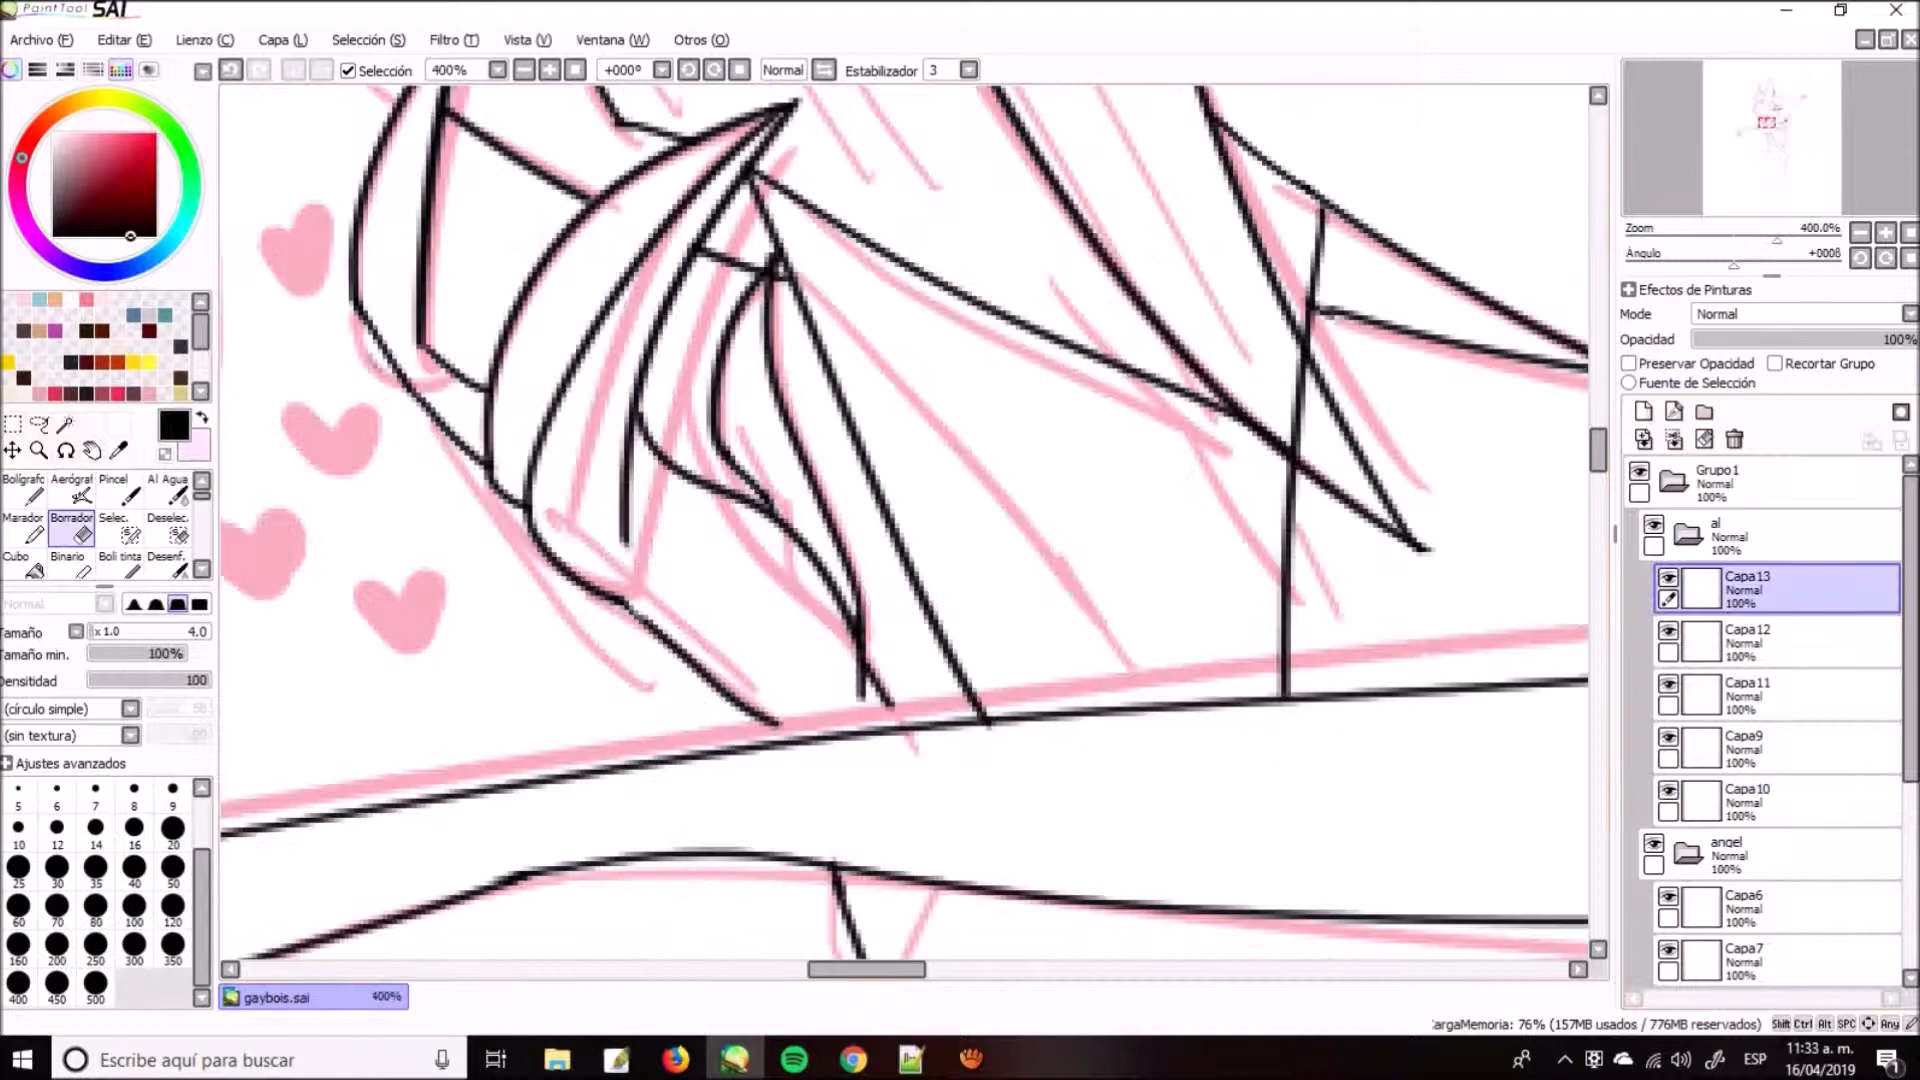 PaintTool SAI
Archivo (F) Editar (E) Lienzo (C) Capa (L) Selección (S) Filtro (T) Vista (V) Ventana (W) Otros (O)
Selección 400% +000º Normal Estabilizador 3
Zoom 400.0%
Ángulo
Efectos de Pinturas
Mode Normal
Opacidad 100%
Preservar Opacidad Recortar Grupo
Fuente de Selección
Grupo1
Normal
100%
al
Normal
100%
Capa13
Normal
100%
Capa12
Normal
100%
Capa11
Normal
100%
Capa9
Normal
100%
Capa10
Normal
100%
angel
Normal
100%
Capa6
Normal
100%
Capa7
Normal
100%
Bolígrafc Aerógraf Pincel Al Agua
Marador Borrador Selec. Deselec.
Cubo Binario Boli tinta Desenf.
Normal
Tamaño x 1.0 4.0
Tamaño min. 100%
Densitidad 100
(círculo simple)
(sin textura)
Ajustes avanzados
5 6 7 8 9
10 12 14 16 20
25 30 35 40 50
60 70 80 100 120
160 200 250 300 350
400 450 500
gaybois.sai 400%
argaMemoria: 76% (157MB usados / 776MB reservados) Shift Ctrl Alt SPC Any
Escribe aquí para buscar
ESP
11:33 a. m.
16/04/2019
1